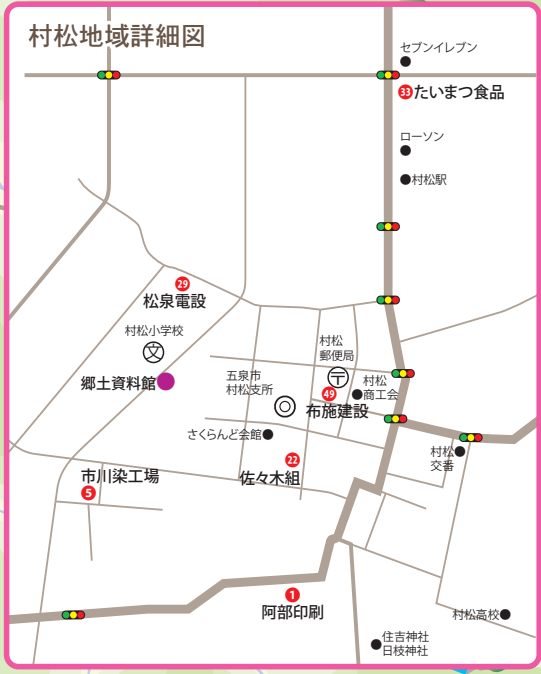 村松地域詳細図
セブンイレブン
33 たいまつ食品
ローソン
村松駅
29
松泉電設
村松小学校
文
郷土資料館
村松
郵便局
〒
五泉市
村松支所
村松
商工会
49
布施建設
さくらんど会館
村松
交番
22
佐々木組
市川染工場
5
1
阿部印刷
村松高校
住吉神社
日枝神社